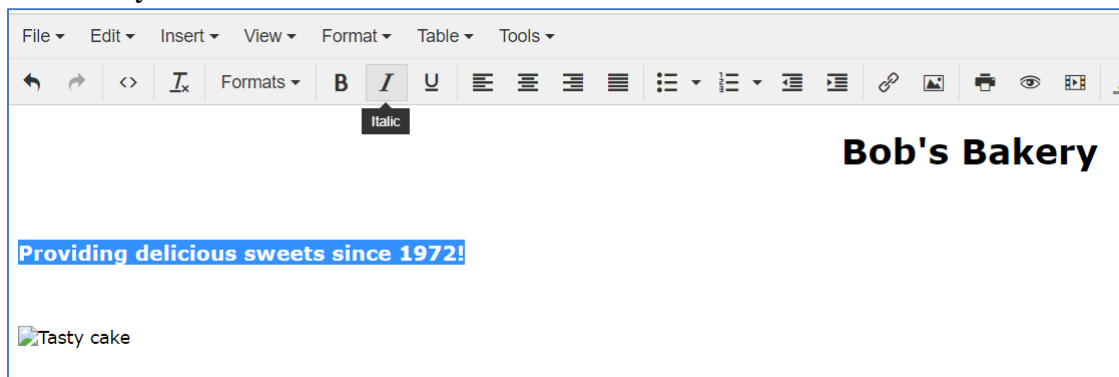 File Edit Insert View Format Table Tools
Formats B I U
Italic
Bob's Bakery
Providing delicious sweets since 1972!
Tasty cake